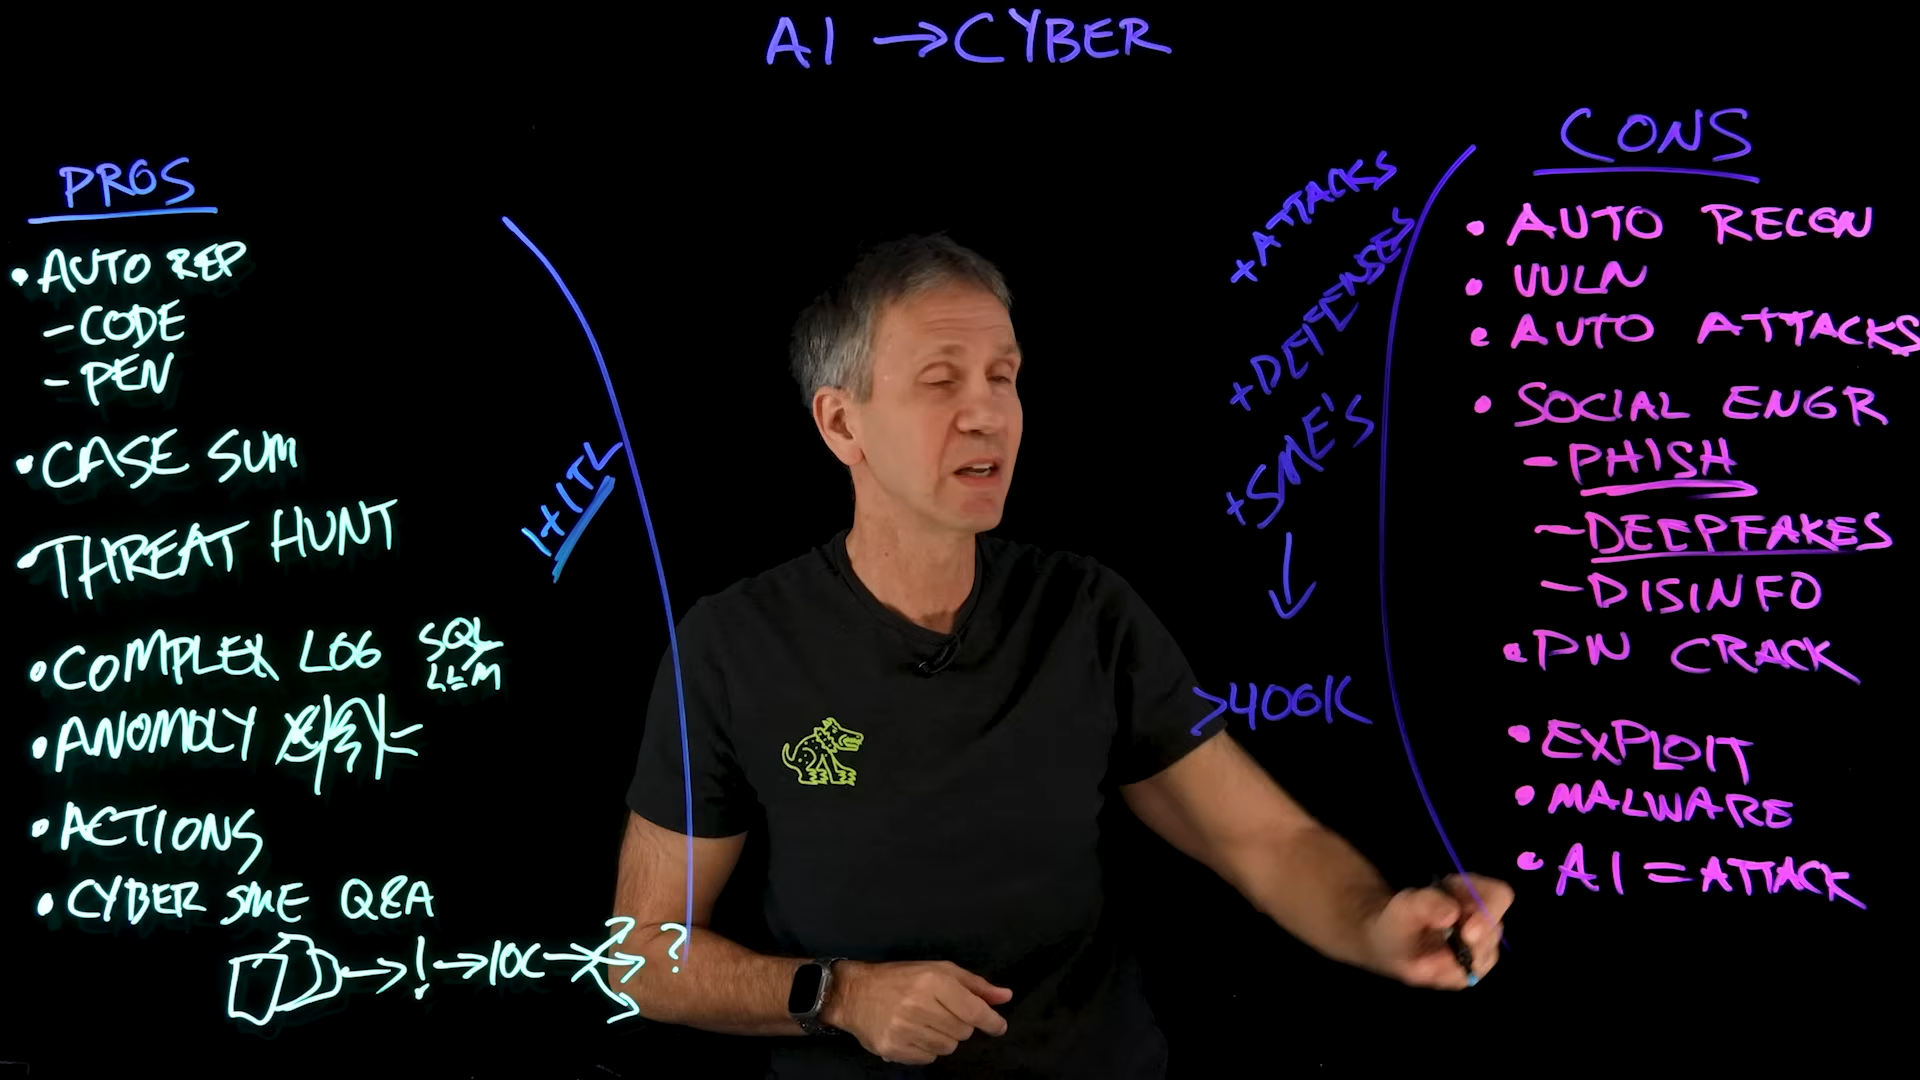 AI → CYBER
PROS
• AUTO REP
- CODE
- PEN
• CASE SUM
• THREAT HUNT
• COMPLEX LOG SQL
LLM
• ANOMOLY
• ACTIONS
• CYBER SME Q&A
→ ! → IOC → ?
HITL
+ATTACKS
+DEFENSES
+SME'S
↓
>400K
CONS
• AUTO RECON
• VULN
• AUTO ATTACKS
• SOCIAL ENGR
- PHISH
- DEEPFAKES
- DISINFO
• PW CRACK
• EXPLOIT
• MALWARE
• AI = ATTACK